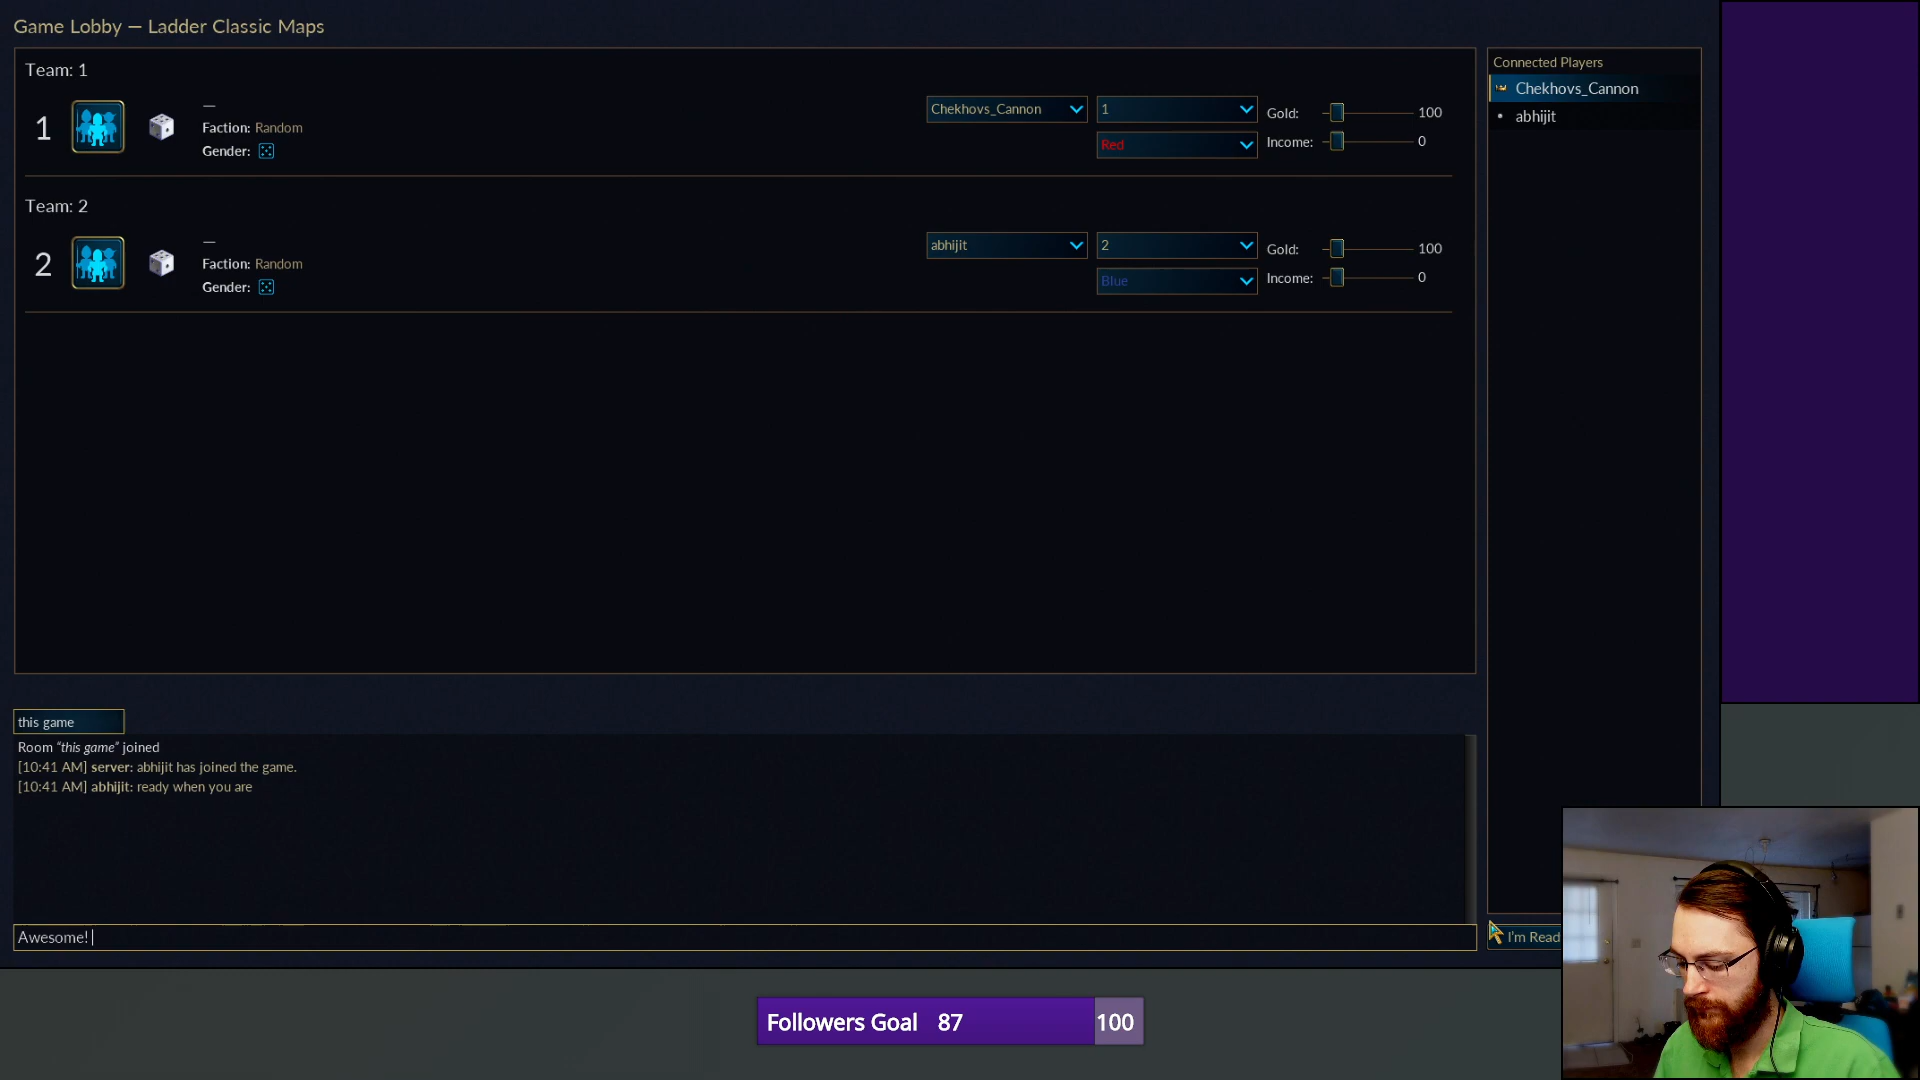 Game Lobby — Ladder Classic Maps
Team: 1
1
—
Faction: Random
Gender:
Chekhovs_Cannon
1
Red
Gold: 100
Income: 0
Team: 2
2
—
Faction: Random
Gender:
abhijit
2
Blue
Gold: 100
Income: 0
Connected Players
Chekhovs_Cannon
abhijit
this game
Room “this game” joined
[10:41 AM] server: abhijit has joined the game.
[10:41 AM] abhijit: ready when you are
Awesome!
I'm Read
Followers Goal 87 100